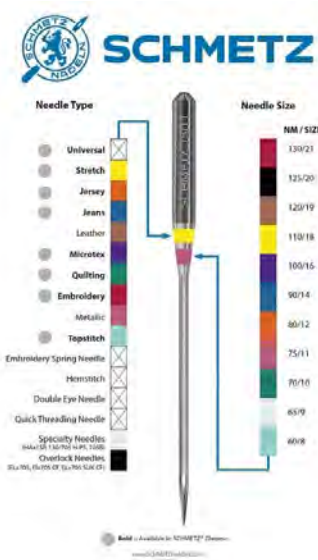 SCHMETZ
NADELN
SCHMETZ
Needle Type
Needle Size
NM / SIZE
Universal
Stretch
Jersey
Jeans
Leather
Microtex
Quilting
Embroidery
Metallic
Topstitch
Embroidery Spring Needle
Hemstitch
Double Eye Needle
Quick Threading Needle
Specialty Needles
Overlock Needles
SCHMETZ
130/21
125/20
120/19
110/18
100/16
90/14
80/12
75/11
70/10
65/9
60/8